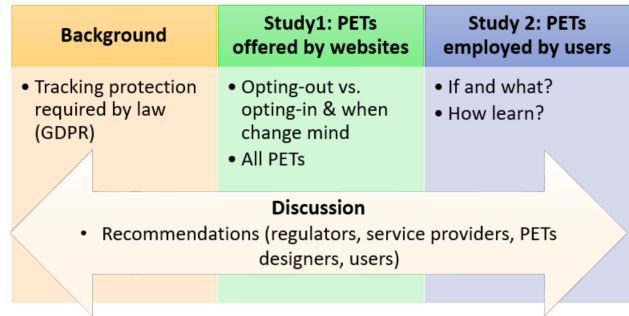 Background
• Tracking protection
required by law
(GDPR)
Study1: PETs
offered by websites
• Opting-out vs.
opting-in & when
change mind
• All PETs
Study 2: PETs
employed by users
• If and what?
• How learn?
Discussion
• Recommendations (regulators, service providers, PETs
designers, users)